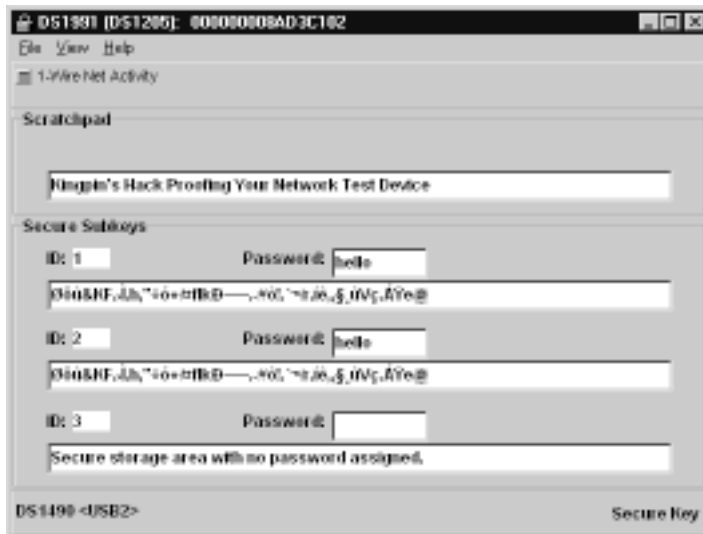 DS1991 [DS1205]: 000000008AD3C102
File View Help
1-Wire Net Activity
Scratchpad
Kingpin's Hack Proofing Your Network Test Device
Secure Subkeys
ID: 1 Password: hello
ID: 2 Password: hello
ID: 3 Password:
Secure storage area with no password assigned.
DS1490 <USB2> Secure Key